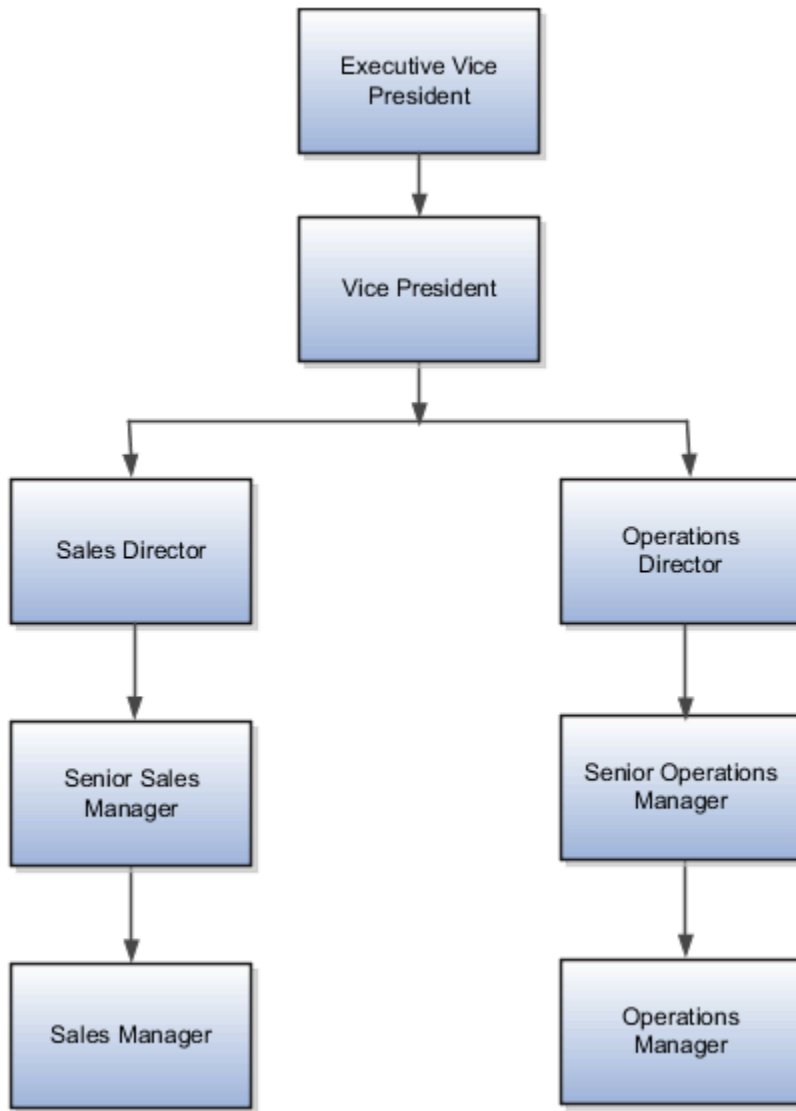 Executive Vice
President
Vice President
Sales Director
Operations
Director
Senior Sales
Manager
Senior Operations
Manager
Sales Manager
Operations
Manager